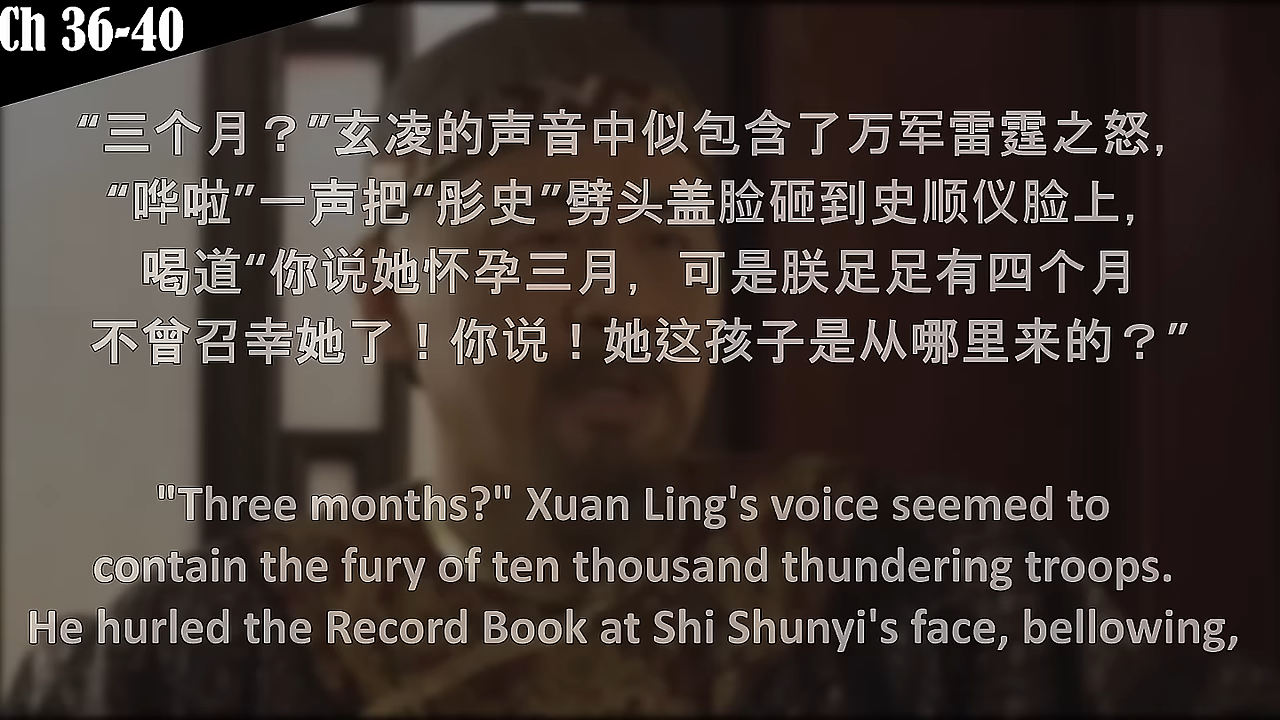 Ch 36-40
“三个月？”玄凌的声音中似包含了万军雷霆之怒，
“哗啦”一声把“彤史”劈头盖脸砸到史顺仪脸上，
喝道“你说她怀孕三月， 可是朕足足有四个月
不曾召幸她了！你说！她这孩子是从哪里来的？”
"Three months?" Xuan Ling's voice seemed to
contain the fury of ten thousand thundering troops.
He hurled the Record Book at Shi Shunyi's face, bellowing,